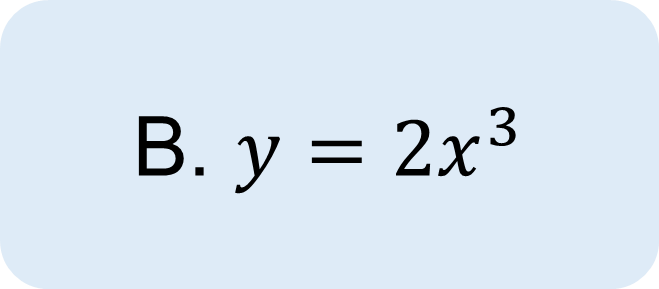 B. y = 2x³